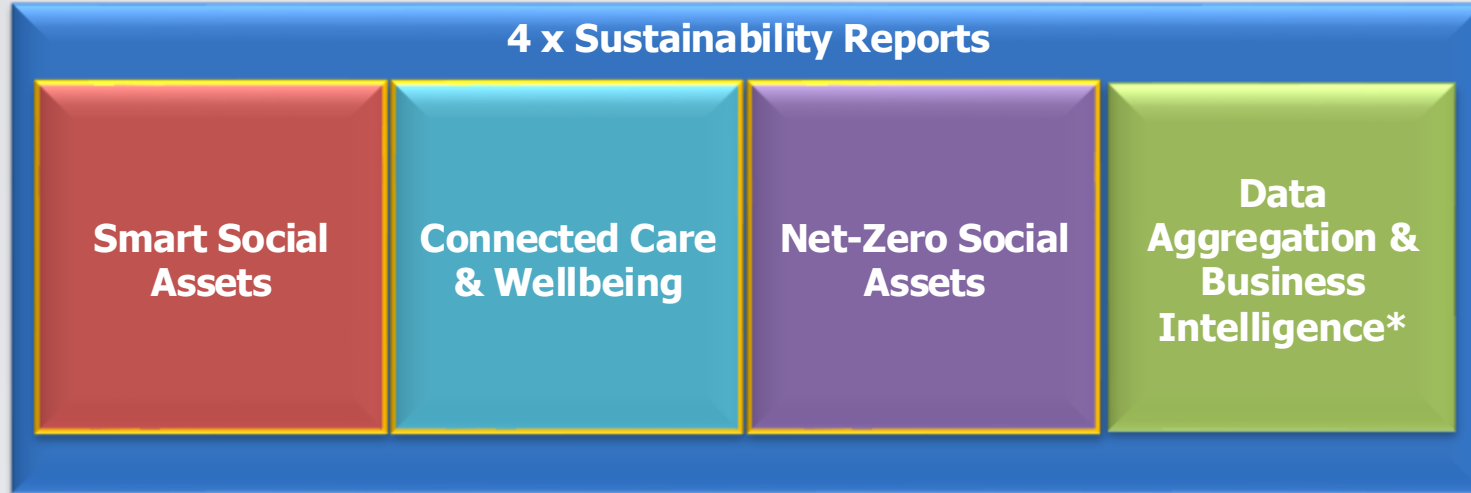 4 x Sustainability Reports
Smart Social
Assets
Connected Care
& Wellbeing
Net-Zero Social
Assets
Data
Aggregation &
Business
Intelligence*